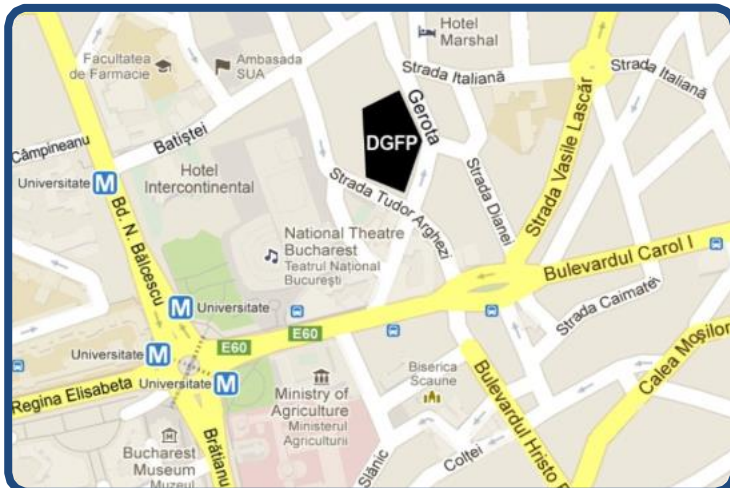 Hotel
Marshal
Facultatea
de Farmacie
Ambasada
SUA
Strada Italiană
Strada Italiană
Gerota
Strada Vasile Lascăr
Câmpineanu
Batiștei
DGFP
Universitate
M
Hotel
Intercontinental
Strada Tudor Arghezi
Strada Dianei
Bd. N. Bălcescu
National Theatre
Bucharest
Teatrul Național
București
Bulevardul Carol I
M
Universitate
Strada Caimatei
E60
E60
Universitate
M
Calea Moșilor
Regina Elisabeta
Universitate
M
Ministry of
Agriculture
Ministerul
Agriculturii
Biserica
Scaune
Bulevardul Hristo
Brătianu
Slănic
Colței
Bucharest
Museum
Muzeul